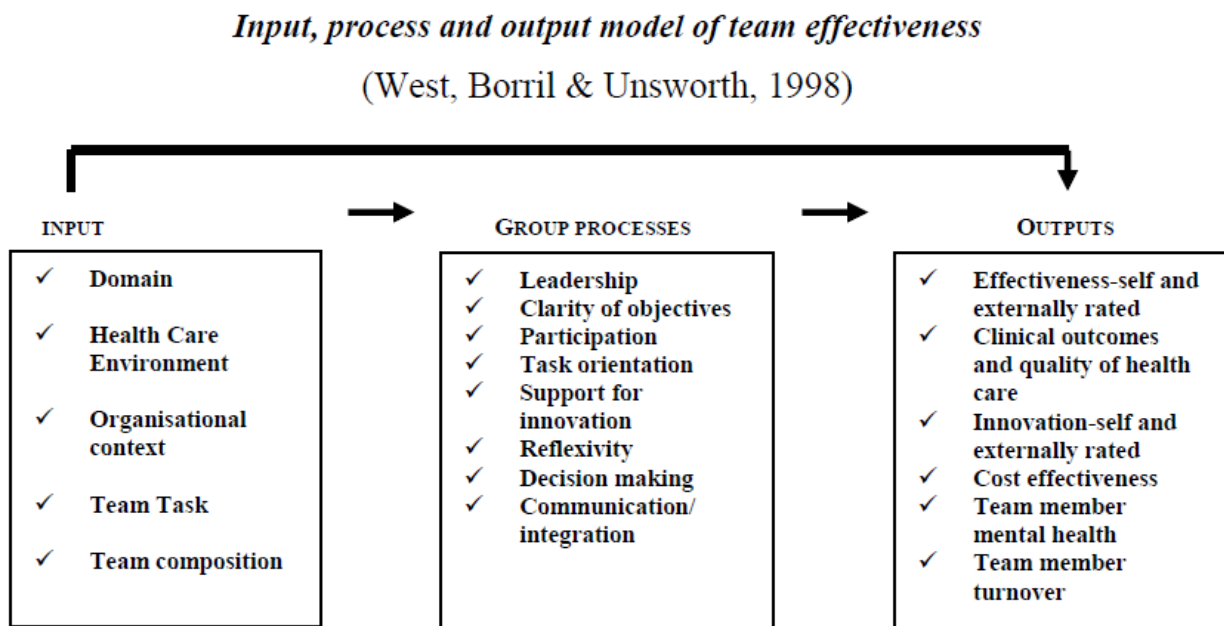 Input, process and output model of team effectiveness
(West, Borril & Unsworth, 1998)
INPUT
✓ Domain
✓ Health Care
Environment
✓ Organisational
context
✓ Team Task
✓ Team composition
GROUP PROCESSES
✓ Leadership
✓ Clarity of objectives
✓ Participation
✓ Task orientation
✓ Support for
innovation
✓ Reflexivity
✓ Decision making
✓ Communication/
integration
OUTPUTS
✓ Effectiveness-self and
externally rated
✓ Clinical outcomes
and quality of health
care
✓ Innovation-self and
externally rated
✓ Cost effectiveness
✓ Team member
mental health
✓ Team member
turnover